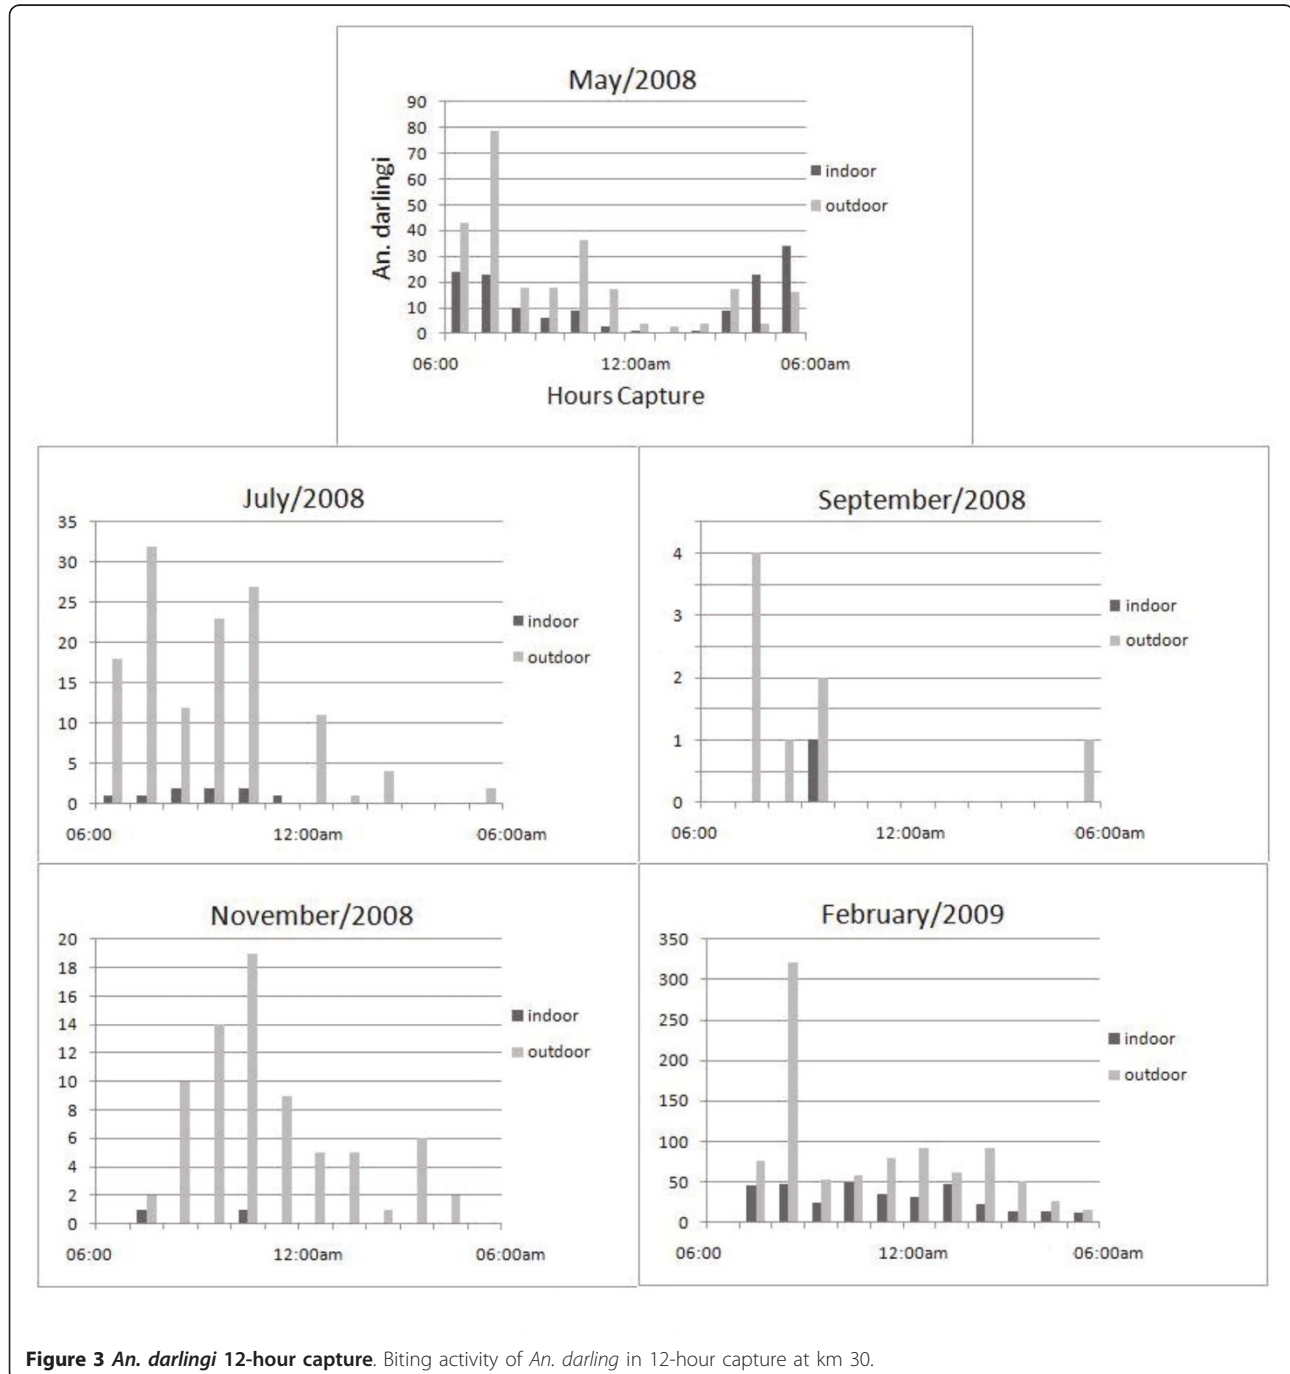 May/2008
An. darlingi
90
80
70
60
50
40
30
20
10
0
indoor
outdoor
06:00 12:00am 06:00am
Hours Capture
July/2008
35
30
25
20
15
10
5
0
indoor
outdoor
06:00 12:00am 06:00am
September/2008
4
3
2
1
0
indoor
outdoor
06:00 12:00am 06:00am
November/2008
20
18
16
14
12
10
8
6
4
2
0
indoor
outdoor
06:00 12:00am 06:00am
February/2009
350
300
250
200
150
100
50
0
indoor
outdoor
06:00 12:00am 06:00am
Figure 3 An. darlingi 12-hour capture. Biting activity of An. darling in 12-hour capture at km 30.